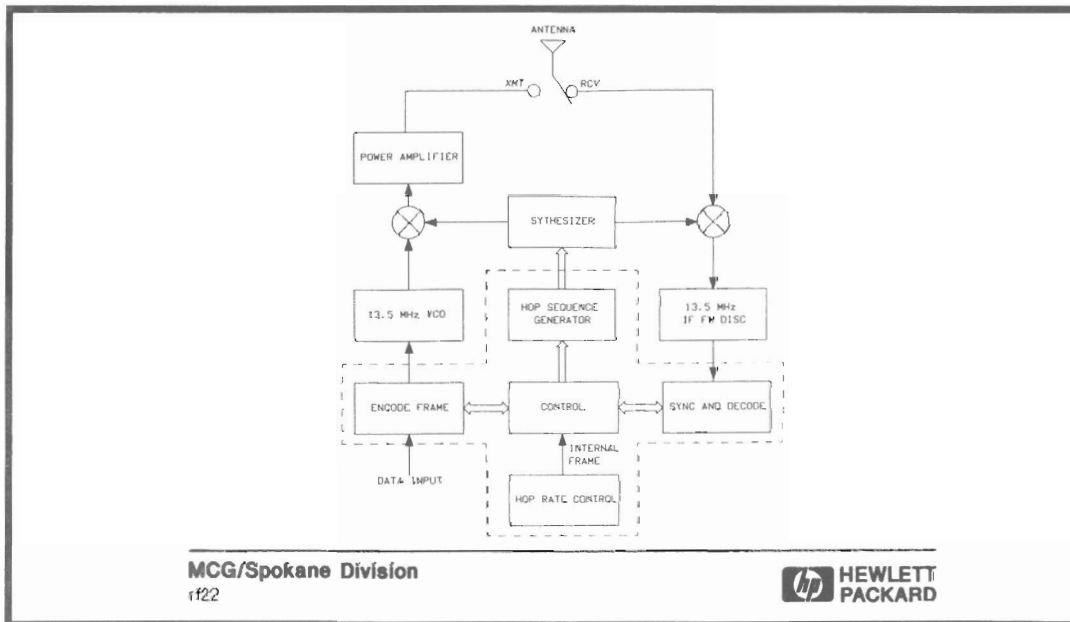 ANTENNA
XMT
RCV
POWER AMPLIFIER
SYTHESIZER
13.5 MHz VCO
HOP SEQUENCE
GENERATOR
13.5 MHz
IF FM DISC
ENCODE FRAME
CONTROL
SYNC AND DECODE
INTERNAL
FRAME
DATA INPUT
HOP RATE CONTROL
MCG/Spokane Division
rf22
hp
HEWLETT
PACKARD